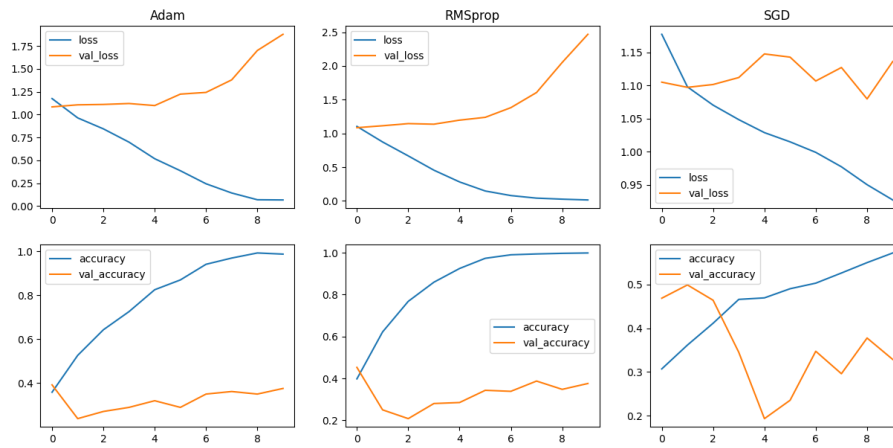 Adam
RMSprop
SGD
1.75
1.50
1.25
1.00
0.75
0.50
0.25
0.00
loss
val_loss
0 2 4 6 8
2.5
2.0
1.5
1.0
0.5
0.0
loss
val_loss
0 2 4 6 8
1.15
1.10
1.05
1.00
0.95
loss
val_loss
0 2 4 6 8
1.0
0.8
0.6
0.4
accuracy
val_accuracy
0 2 4 6 8
1.0
0.8
0.6
0.4
0.2
accuracy
val_accuracy
0 2 4 6 8
0.5
0.4
0.3
0.2
accuracy
val_accuracy
0 2 4 6 8